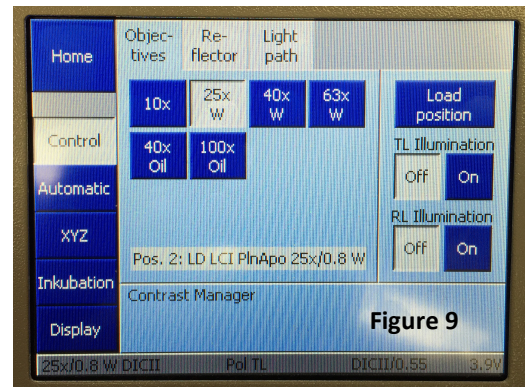 Home
Objec-
tives
Re-
flector
Light
path
10x
25x
W
40x
W
63x
W
Load
position
Control
40x
Oil
100x
Oil
TL Illumination
Off
On
Automatic
RL Illumination
XYZ
Off
On
Pos. 2: LD LCI PlnApo 25x/0.8 W
Inkubation
Contrast Manager
Figure 9
Display
25x/0.8 W DICII Pol TL DICII/0.55 3.9V